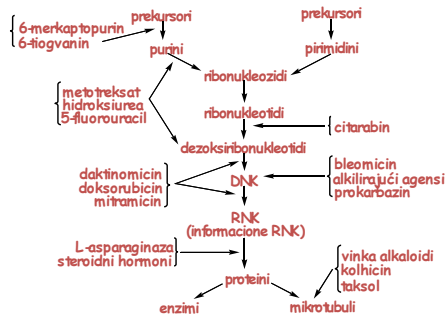 prekursori
prekursori
6-merkaptopurin
6-tiogvanin
purini
pirimidini
ribonukleozidi
metotreksat
hidroksiurea
5-fluorouracil
ribonukleotidi
citarabin
dezoksiribonukleotidi
daktinomicin
doksorubicin
mitramicin
DNK
bleomicin
alkilirajući agensi
prokarbazin
RNK
(informacione RNK)
L-asparaginaza
steroidni hormoni
proteini
vinka alkaloidi
kolhicin
taksol
enzimi
mikrotubuli